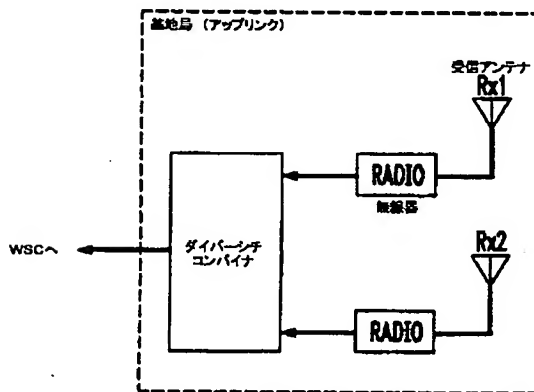 基地局 (アップリンク)
受信アンテナ
Rx1
RADIO
無線器
ダイバーシチ
コンバイナ
WSCへ
Rx2
RADIO